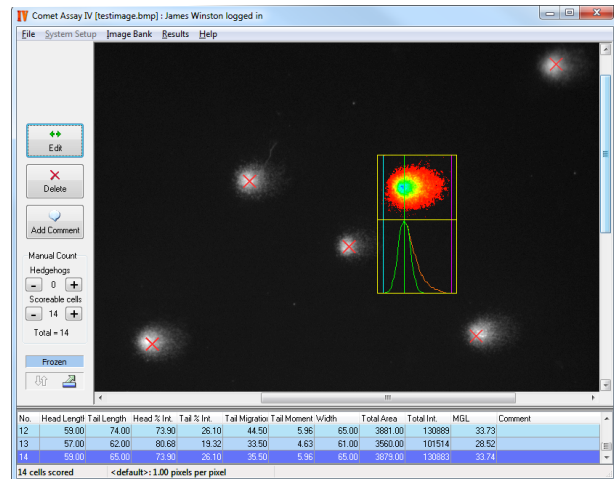 Comet Assay IV [testimage.bmp] : James Winston logged in
File System Setup Image Bank Results Help
Edit
Delete
Add Comment
Manual Count
Hedgehogs
- 0 +
Scoreable cells
- 14 +
Total = 14
Frozen
No. Head Length Tail Length Head % Int. Tail % Int. Tail Migration Tail Moment Width Total Area Total Int. MGL Comment
12 59.00 74.00 73.90 26.10 44.50 5.96 65.00 3881.00 130889 33.73
13 57.00 62.00 80.68 19.32 33.50 4.63 61.00 3560.00 101514 28.52
14 59.00 65.00 73.90 26.10 35.50 5.96 65.00 3879.00 130883 33.74
14 cells scored <default>: 1.00 pixels per pixel